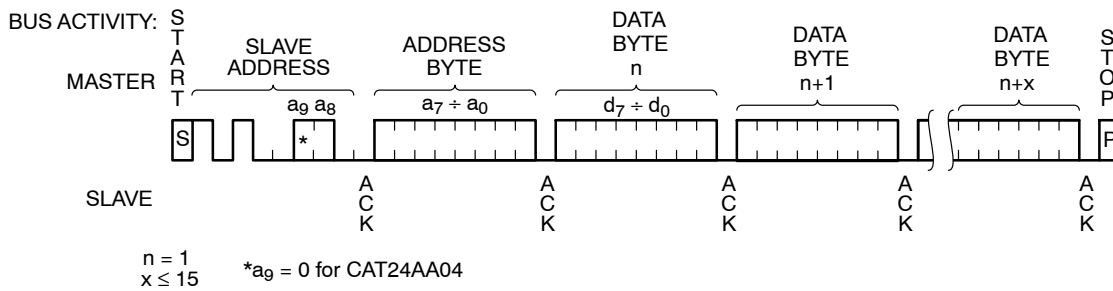 BUS ACTIVITY:
MASTER
START
SLAVE
ADDRESS
a9 a8
ADDRESS
BYTE
a7 ÷ a0
DATA
BYTE
n
d7 ÷ d0
DATA
BYTE
n+1
DATA
BYTE
n+x
STOP
S
*
P
SLAVE
ACK
ACK
ACK
ACK
ACK
n = 1
x ≤ 15
*a9 = 0 for CAT24AA04